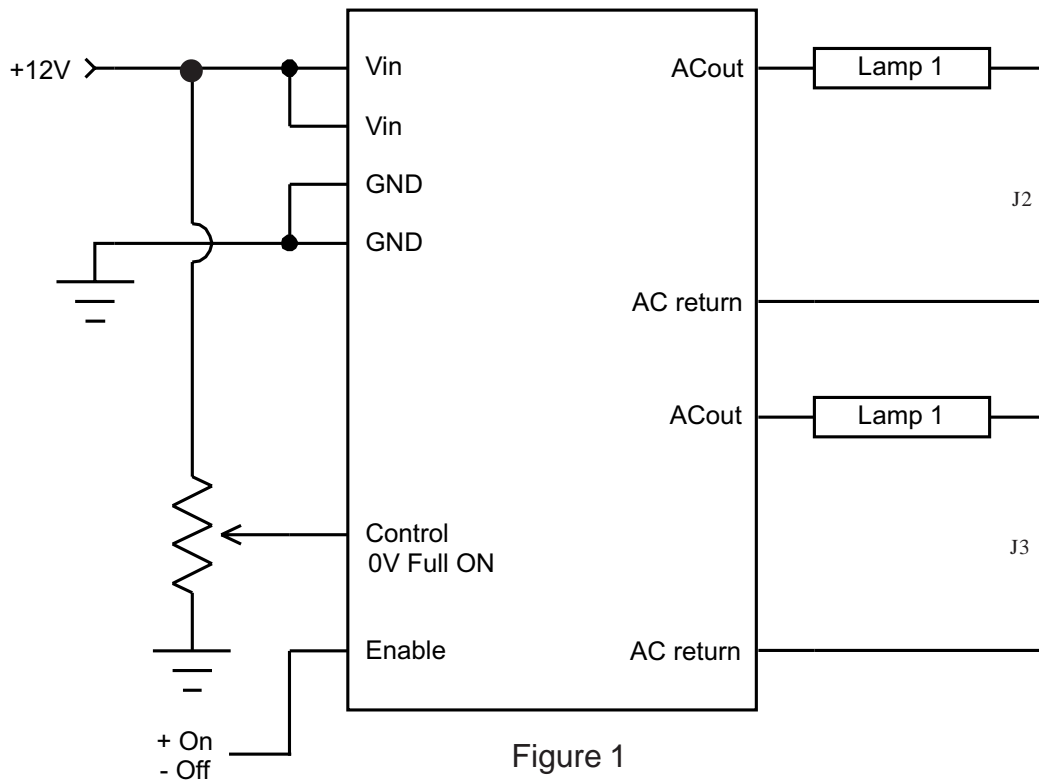 +12V
Vin
Vin
GND
GND
Control
0V Full ON
Enable
+ On
- Off
ACout
Lamp 1
J2
AC return
ACout
Lamp 1
J3
AC return
Figure 1